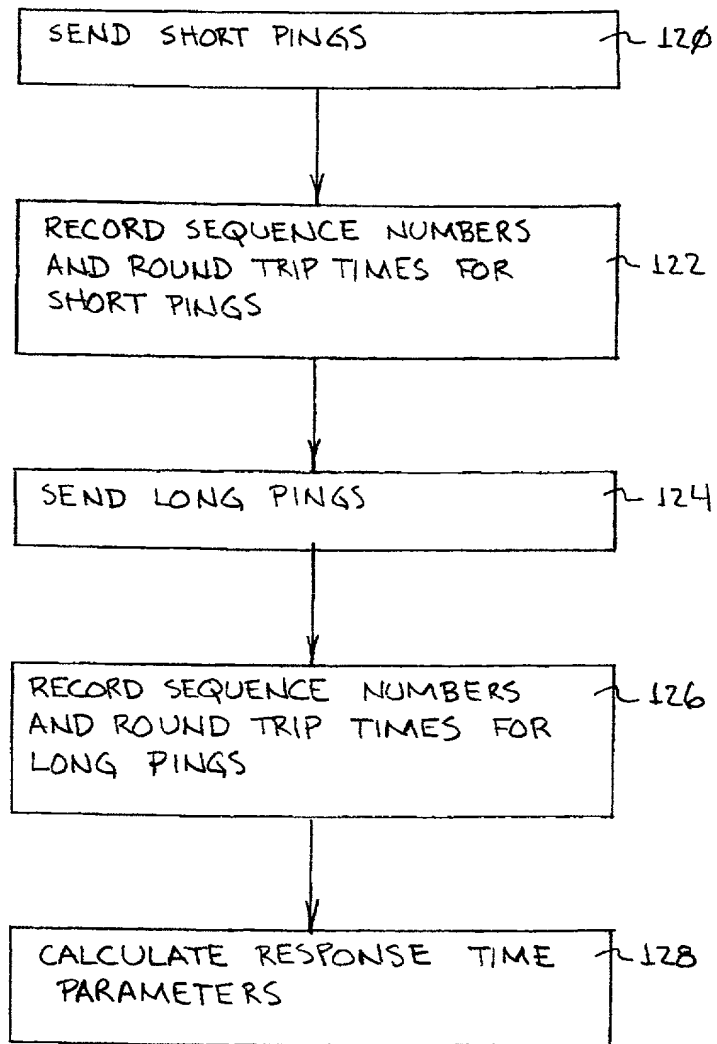 SEND SHORT PINGS 120
RECORD SEQUENCE NUMBERS
AND ROUND TRIP TIMES FOR 122
SHORT PINGS
SEND LONG PINGS 124
RECORD SEQUENCE NUMBERS 126
AND ROUND TRIP TIMES FOR
LONG PINGS
CALCULATE RESPONSE TIME 128
PARAMETERS